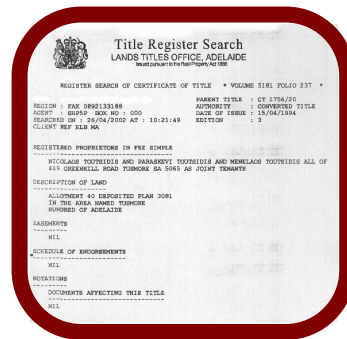 Title Register Search
LANDS TITLES OFFICE, ADELAIDE
Issued pursuant to the Real Property Act 1886
REGISTER SEARCH OF CERTIFICATE OF TITLE * VOLUME 5181 FOLIO 237 *
PARENT TITLE : CT 1756/20
REGION : FAX 0892133188 AUTHORITY : CONVERTED TITLE
AGENT : SHP5P BOX NO : 000 DATE OF ISSUE : 15/04/1994
SEARCHED ON : 26/04/2002 AT : 10:21:49 EDITION : 3
CLIENT REF KLB MA
REGISTERED PROPRIETORS IN FEE SIMPLE
NICOLAOS TOUTSIDIS AND PARASKEVI TOUTSIDIS AND MENELAOS TOUTSIDIS ALL OF
449 GREENHILL ROAD TUSMORE SA 5065 AS JOINT TENANTS
DESCRIPTION OF LAND
ALLOTMENT 40 DEPOSITED PLAN 3081
IN THE AREA NAMED TUSMORE
HUNDRED OF ADELAIDE
EASEMENTS
NIL
SCHEDULE OF ENDORSEMENTS
NIL
NOTATIONS
DOCUMENTS AFFECTING THIS TITLE
NIL